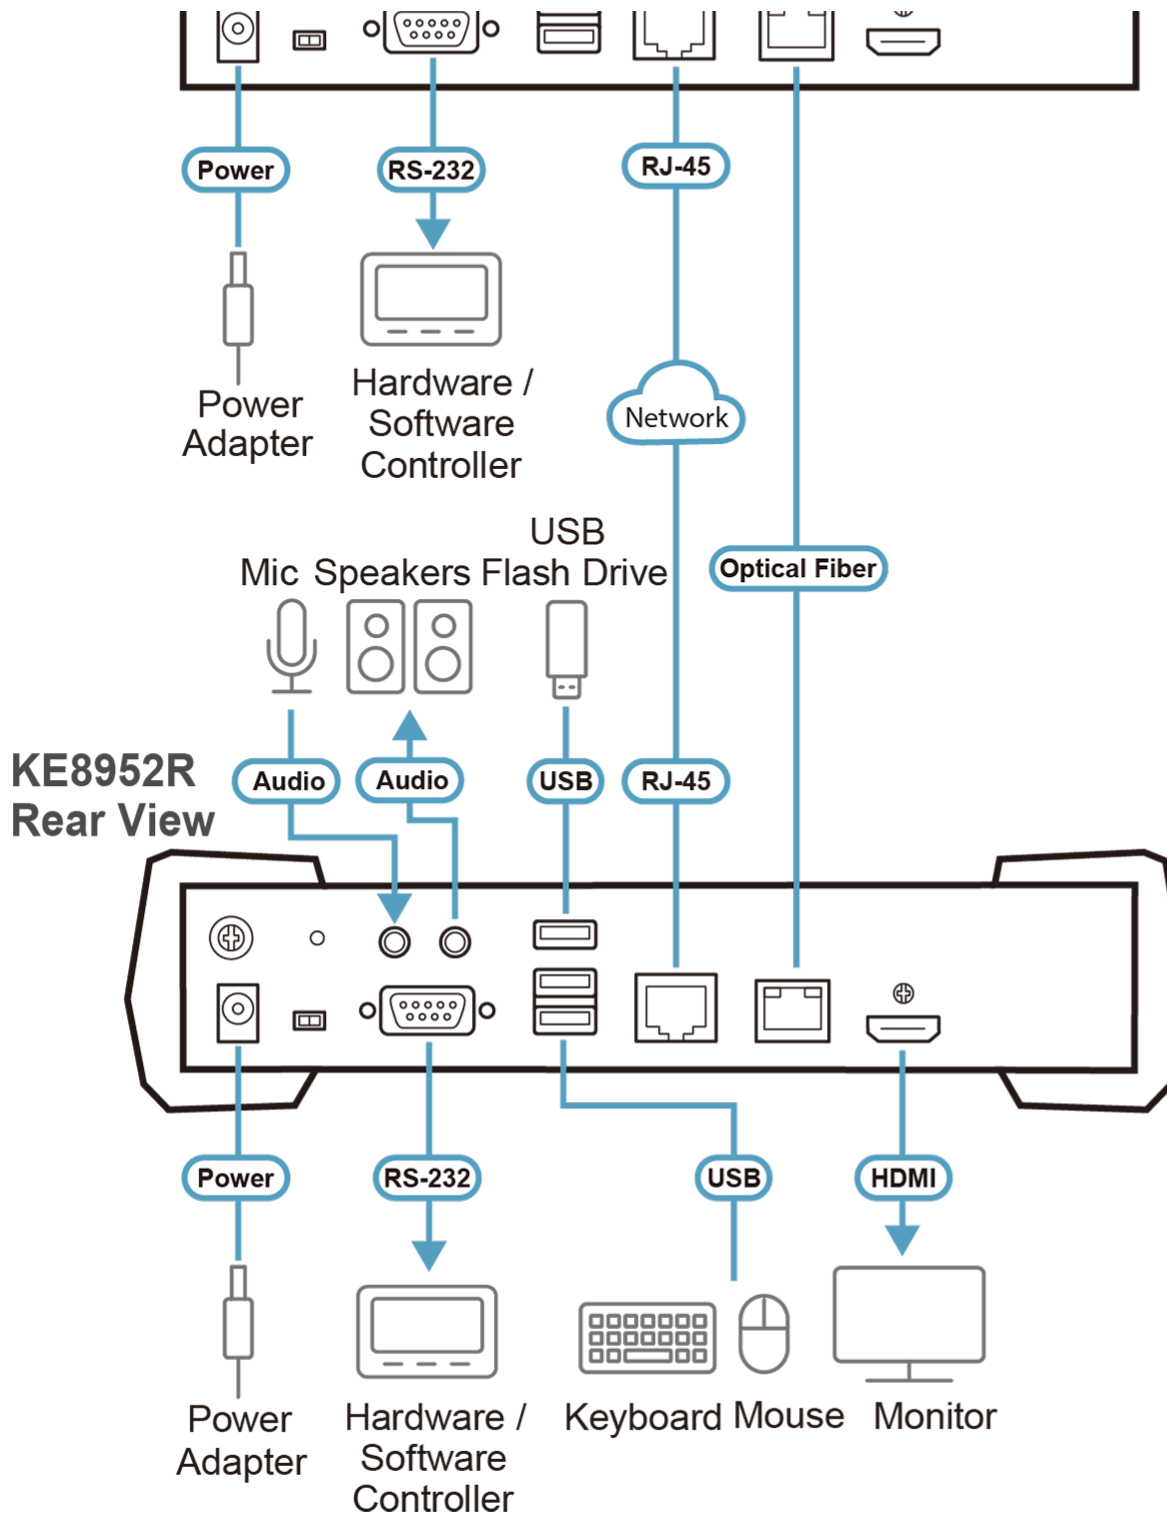 Power
RS-232
RJ-45
Power
Adapter
Hardware /
Software
Controller
Network
USB
Mic Speakers Flash Drive
Optical Fiber
KE8952R
Rear View
Audio
Audio
USB
RJ-45
Power
RS-232
USB
HDMI
Power
Adapter
Hardware /
Software
Controller
Keyboard Mouse Monitor